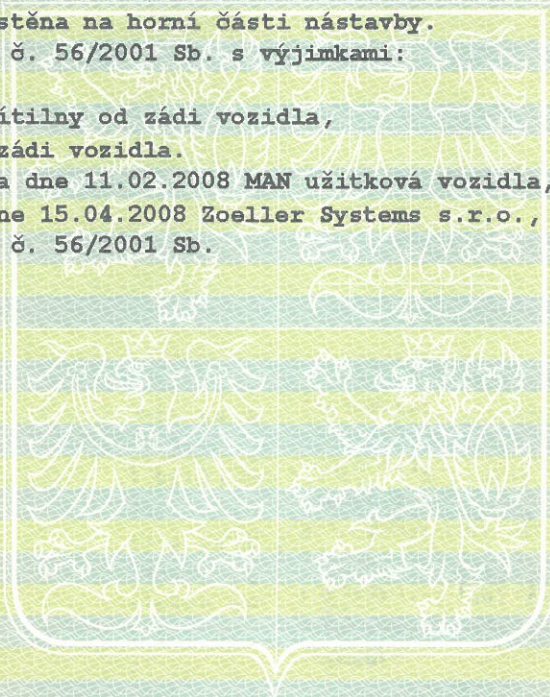 stěna na horní části nástavby.
č. 56/2001 Sb. s výjimkami:
ítilny od zádi vozidla,
zádi vozidla.
a dne 11.02.2008 MAN užitková vozidla,
ne 15.04.2008 Zoeller Systems s.r.o.,
č. 56/2001 Sb.